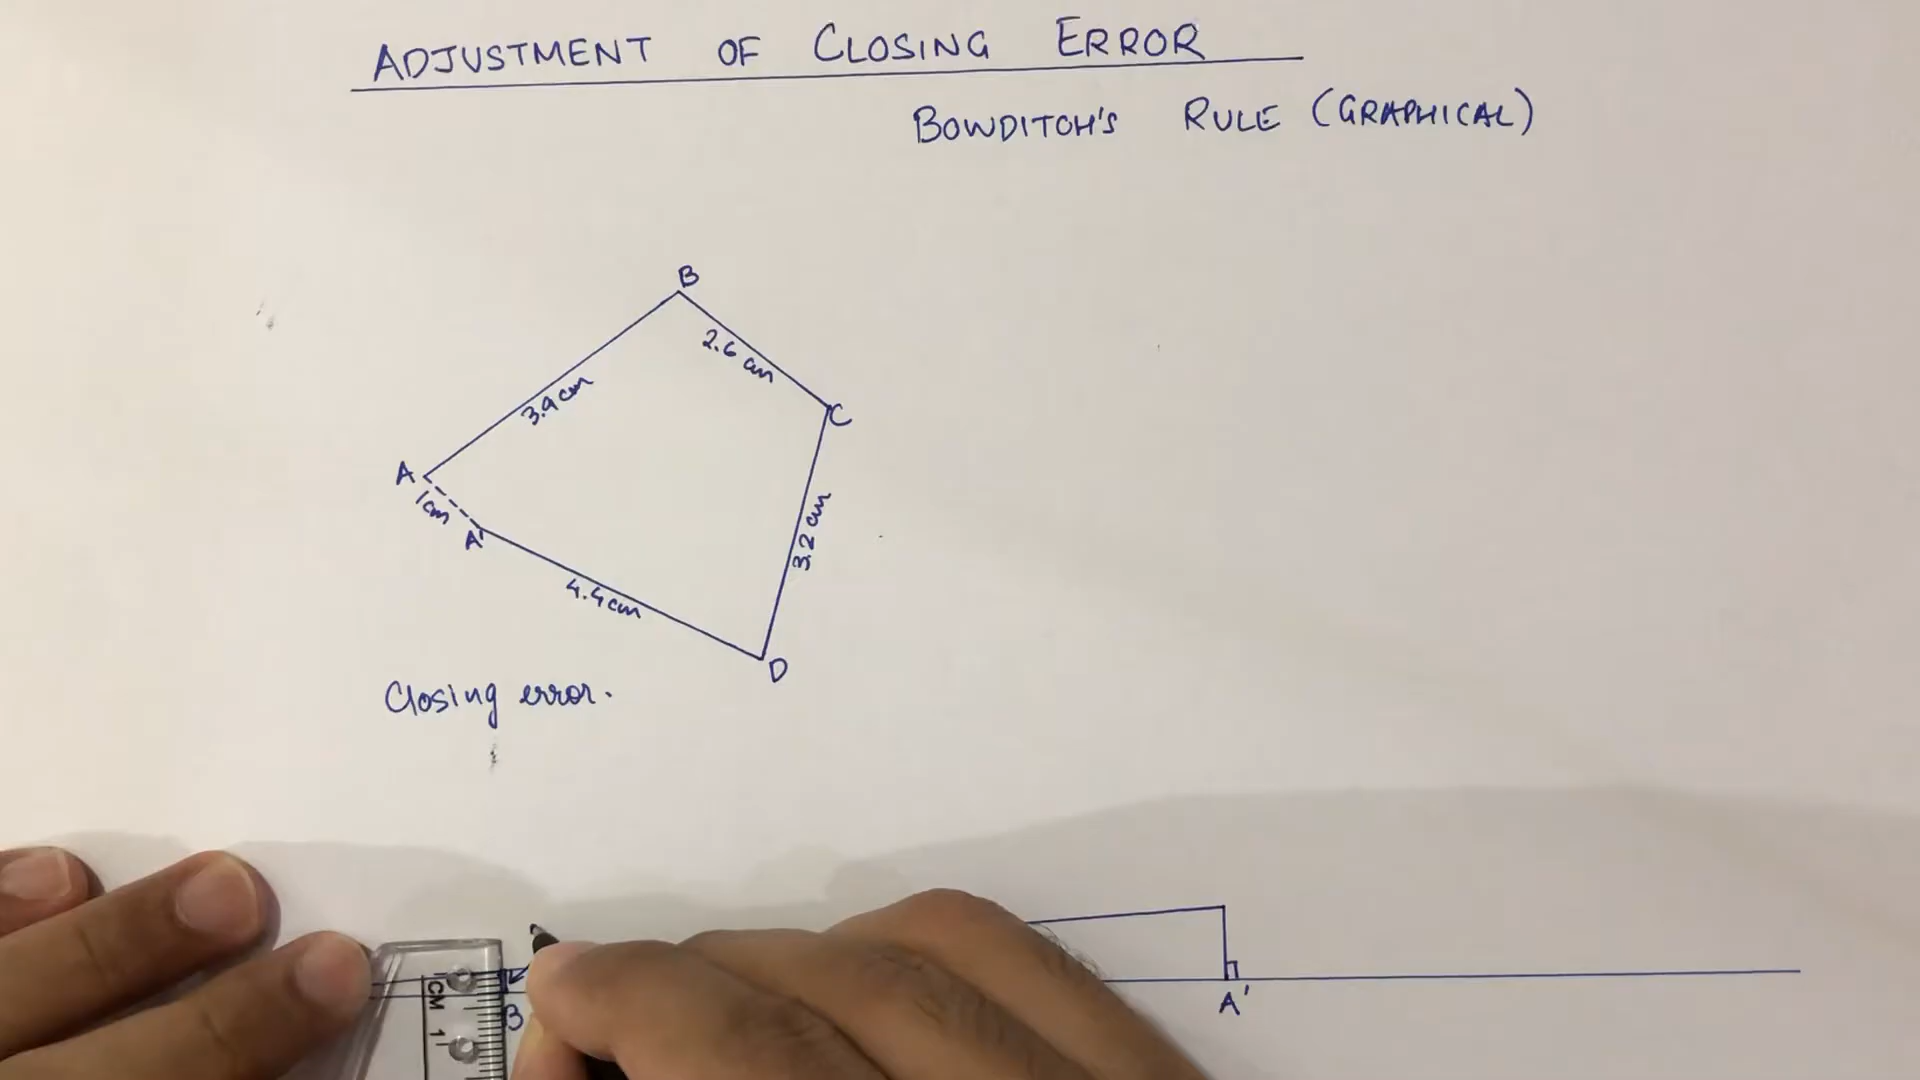 ADJUSTMENT OF CLOSING ERROR
BOWDITCH'S RULE (GRAPHICAL)
B
2.6 cm
C
3.9 cm
A
1cm
A'
3.2 cm
4.4 cm
D
Closing error.
CM 1
B
A'